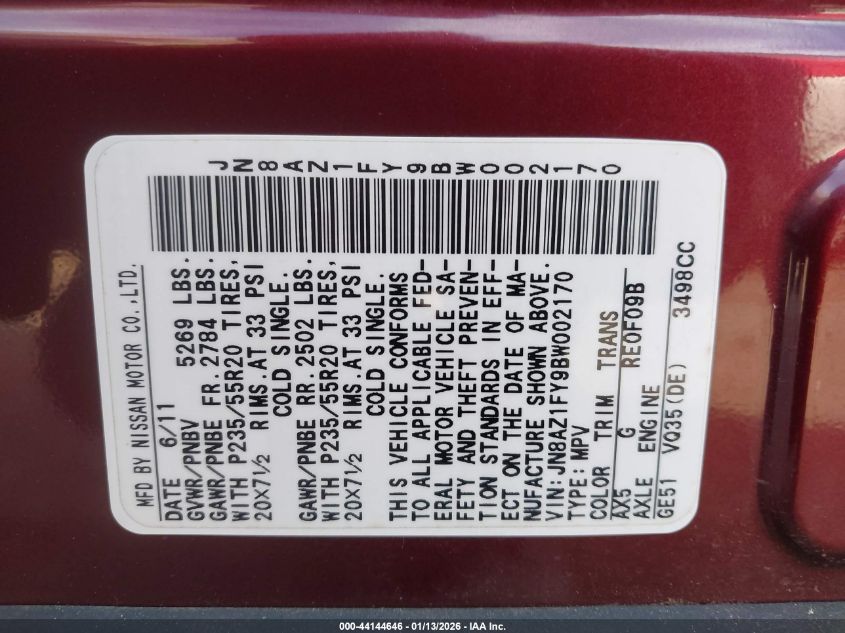 JN8AZ1FY9BW002170
MFD BY NISSAN MOTOR CO.,LTD.
DATE 6/11
GVWR/PNBV 5269 LBS.
GAWR/PNBE FR. 2784 LBS.
WITH P235/55R20 TIRES,
20X7½ RIMS AT 33 PSI
COLD SINGLE.
GAWR/PNBE RR. 2502 LBS.
WITH P235/55R20 TIRES,
20X7½ RIMS AT 33 PSI
COLD SINGLE.
THIS VEHICLE CONFORMS
TO ALL APPLICABLE FED-
ERAL MOTOR VEHICLE SA-
FETY AND THEFT PREVEN-
TION STANDARDS IN EFF-
ECT ON THE DATE OF MA-
NUFACTURE SHOWN ABOVE.
VIN:JN8AZ1FY9BW002170
TYPE: MPV
COLOR TRIM TRANS
AX5 G RE0F09B
AXLE ENGINE
GE51 VQ35(DE) 3498CC
000-44144646 - 01/13/2026 - IAA Inc.